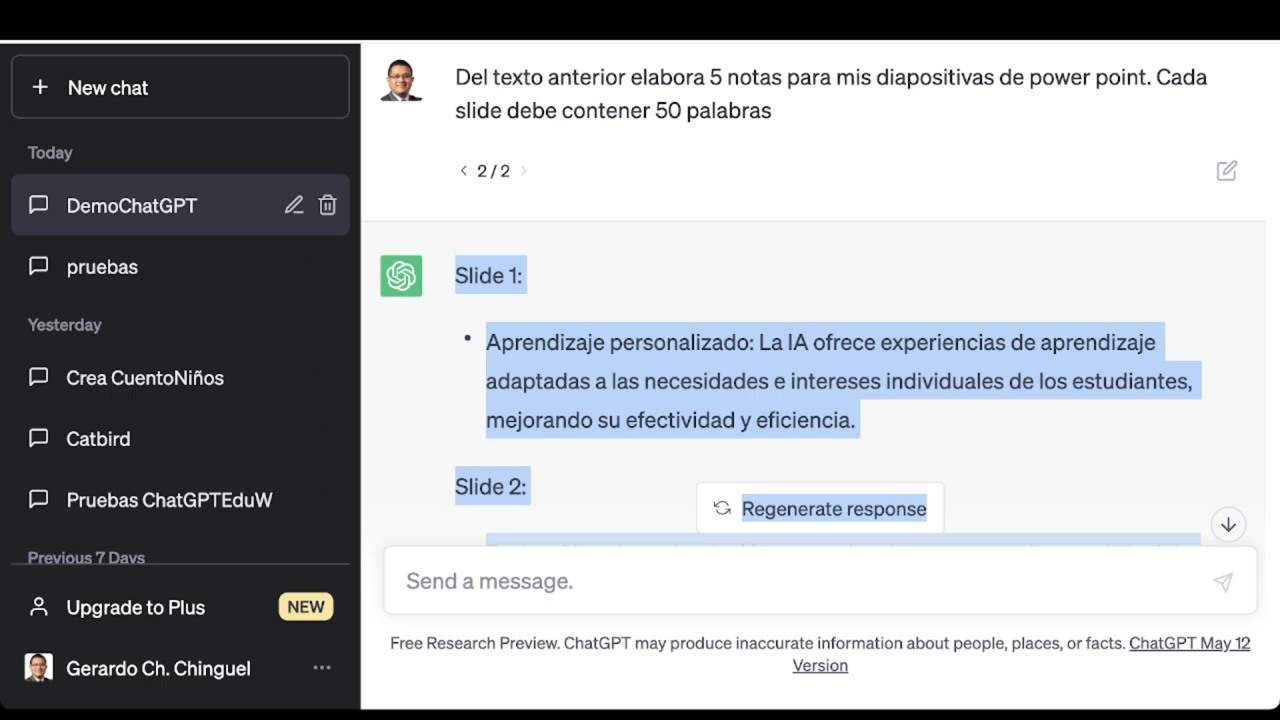 New chat
Today
DemoChatGPT
pruebas
Yesterday
Crea CuentoNiños
Catbird
Pruebas ChatGPTEduW
Previous 7 Days
Upgrade to Plus
NEW
Gerardo Ch. Chinguel
Del texto anterior elabora 5 notas para mis diapositivas de power point. Cada
slide debe contener 50 palabras
2 / 2
Slide 1:
Aprendizaje personalizado: La IA ofrece experiencias de aprendizaje
adaptadas a las necesidades e intereses individuales de los estudiantes,
mejorando su efectividad y eficiencia.
Slide 2:
Regenerate response
Send a message.
Free Research Preview. ChatGPT may produce inaccurate information about people, places, or facts. ChatGPT May 12
Version